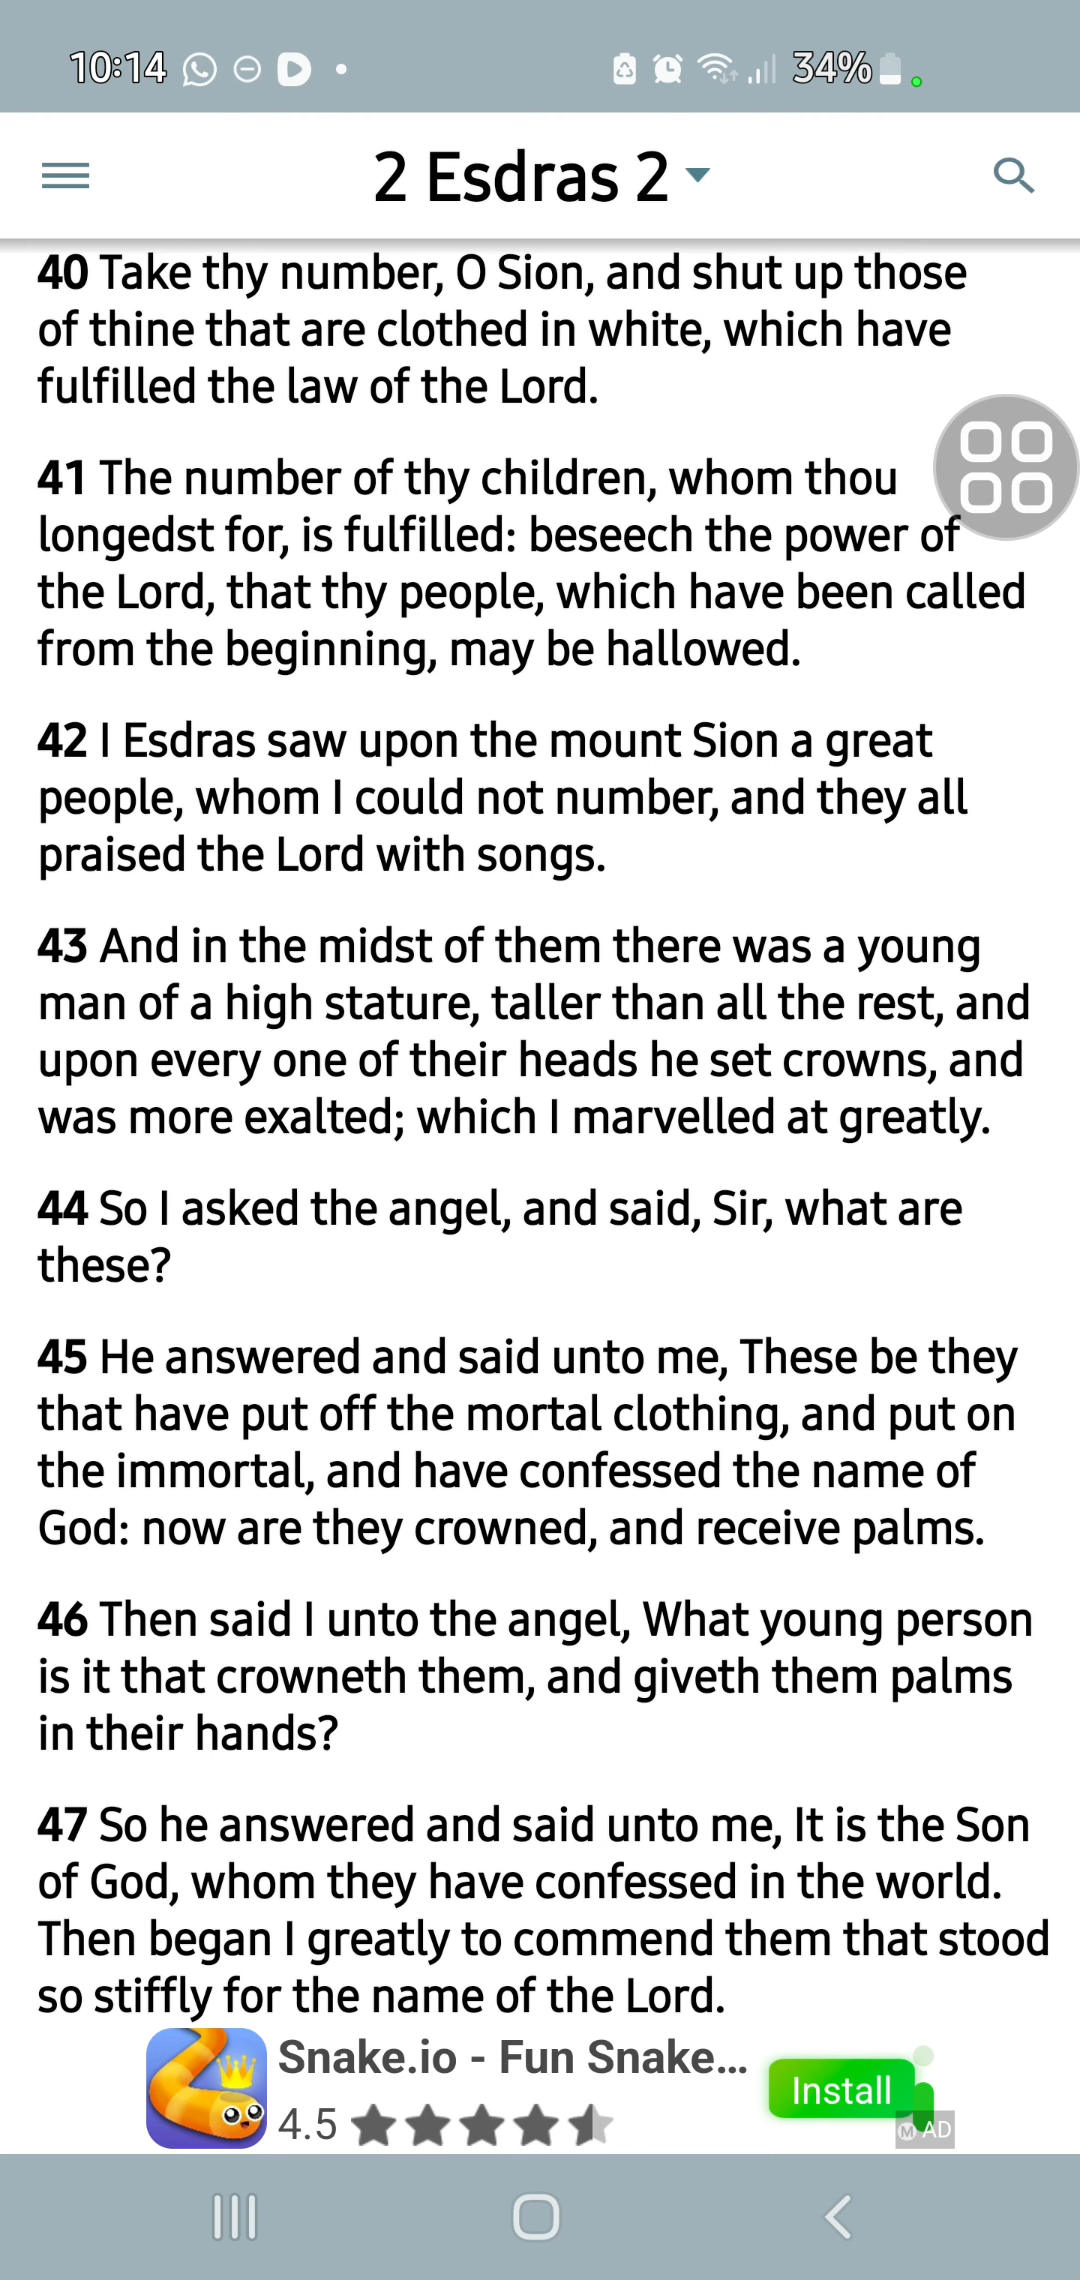 10:14 34%
2 Esdras 2
40 Take thy number, O Sion, and shut up those
of thine that are clothed in white, which have
fulfilled the law of the Lord.
41 The number of thy children, whom thou
longedst for, is fulfilled: beseech the power of
the Lord, that thy people, which have been called
from the beginning, may be hallowed.
42 I Esdras saw upon the mount Sion a great
people, whom I could not number, and they all
praised the Lord with songs.
43 And in the midst of them there was a young
man of a high stature, taller than all the rest, and
upon every one of their heads he set crowns, and
was more exalted; which I marvelled at greatly.
44 So I asked the angel, and said, Sir, what are
these?
45 He answered and said unto me, These be they
that have put off the mortal clothing, and put on
the immortal, and have confessed the name of
God: now are they crowned, and receive palms.
46 Then said I unto the angel, What young person
is it that crowneth them, and giveth them palms
in their hands?
47 So he answered and said unto me, It is the Son
of God, whom they have confessed in the world.
Then began I greatly to commend them that stood
so stiffly for the name of the Lord.
Snake.io - Fun Snake...
4.5
Install
M AD